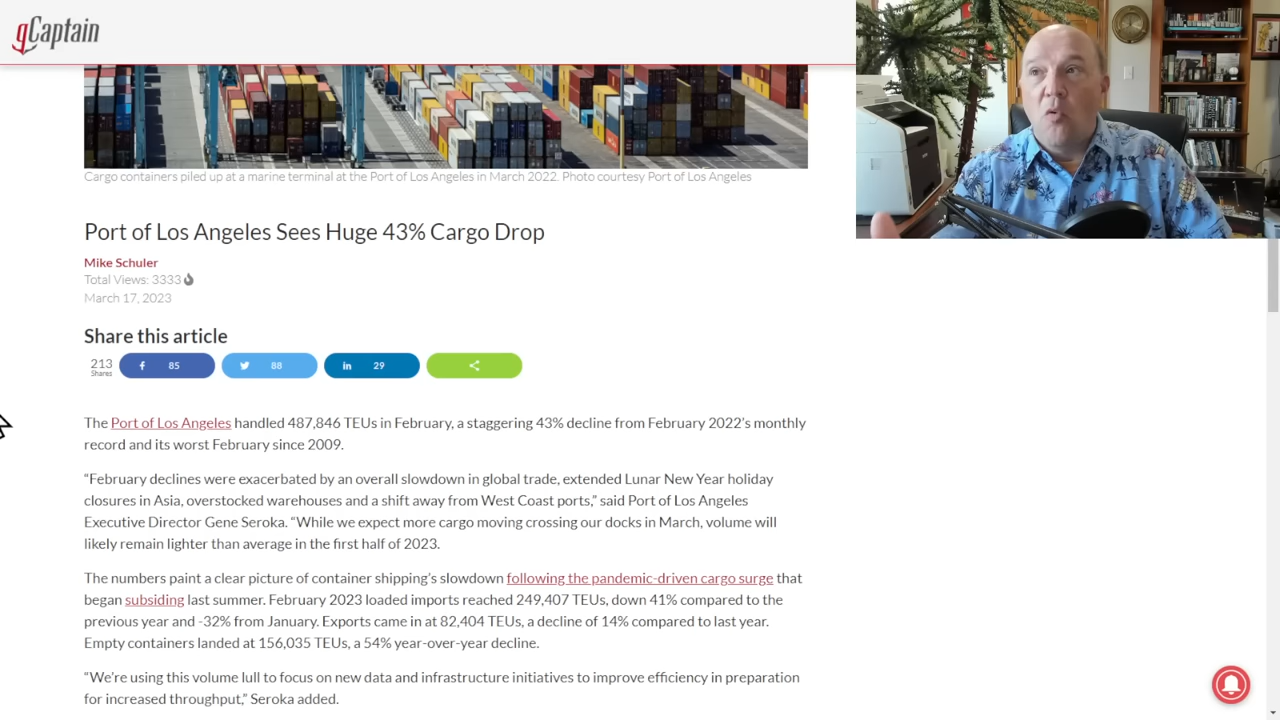 gCaptain
Cargo containers piled up at a marine terminal at the Port of Los Angeles in March 2022. Photo courtesy Port of Los Angeles
Port of Los Angeles Sees Huge 43% Cargo Drop
Mike Schuler
Total Views: 3333
March 17, 2023
Share this article
213
Shares
85
88
in 29
The Port of Los Angeles handled 487,846 TEUs in February, a staggering 43% decline from February 2022's monthly
record and its worst February since 2009.
"February declines were exacerbated by an overall slowdown in global trade, extended Lunar New Year holiday
closures in Asia, overstocked warehouses and a shift away from West Coast ports," said Port of Los Angeles
Executive Director Gene Seroka. "While we expect more cargo moving crossing our docks in March, volume will
likely remain lighter than average in the first half of 2023.
The numbers paint a clear picture of container shipping's slowdown following the pandemic-driven cargo surge that
began subsiding last summer. February 2023 loaded imports reached 249,407 TEUs, down 41% compared to the
previous year and -32% from January. Exports came in at 82,404 TEUs, a decline of 14% compared to last year.
Empty containers landed at 156,035 TEUs, a 54% year-over-year decline.
"We're using this volume lull to focus on new data and infrastructure initiatives to improve efficiency in preparation
for increased throughput," Seroka added.